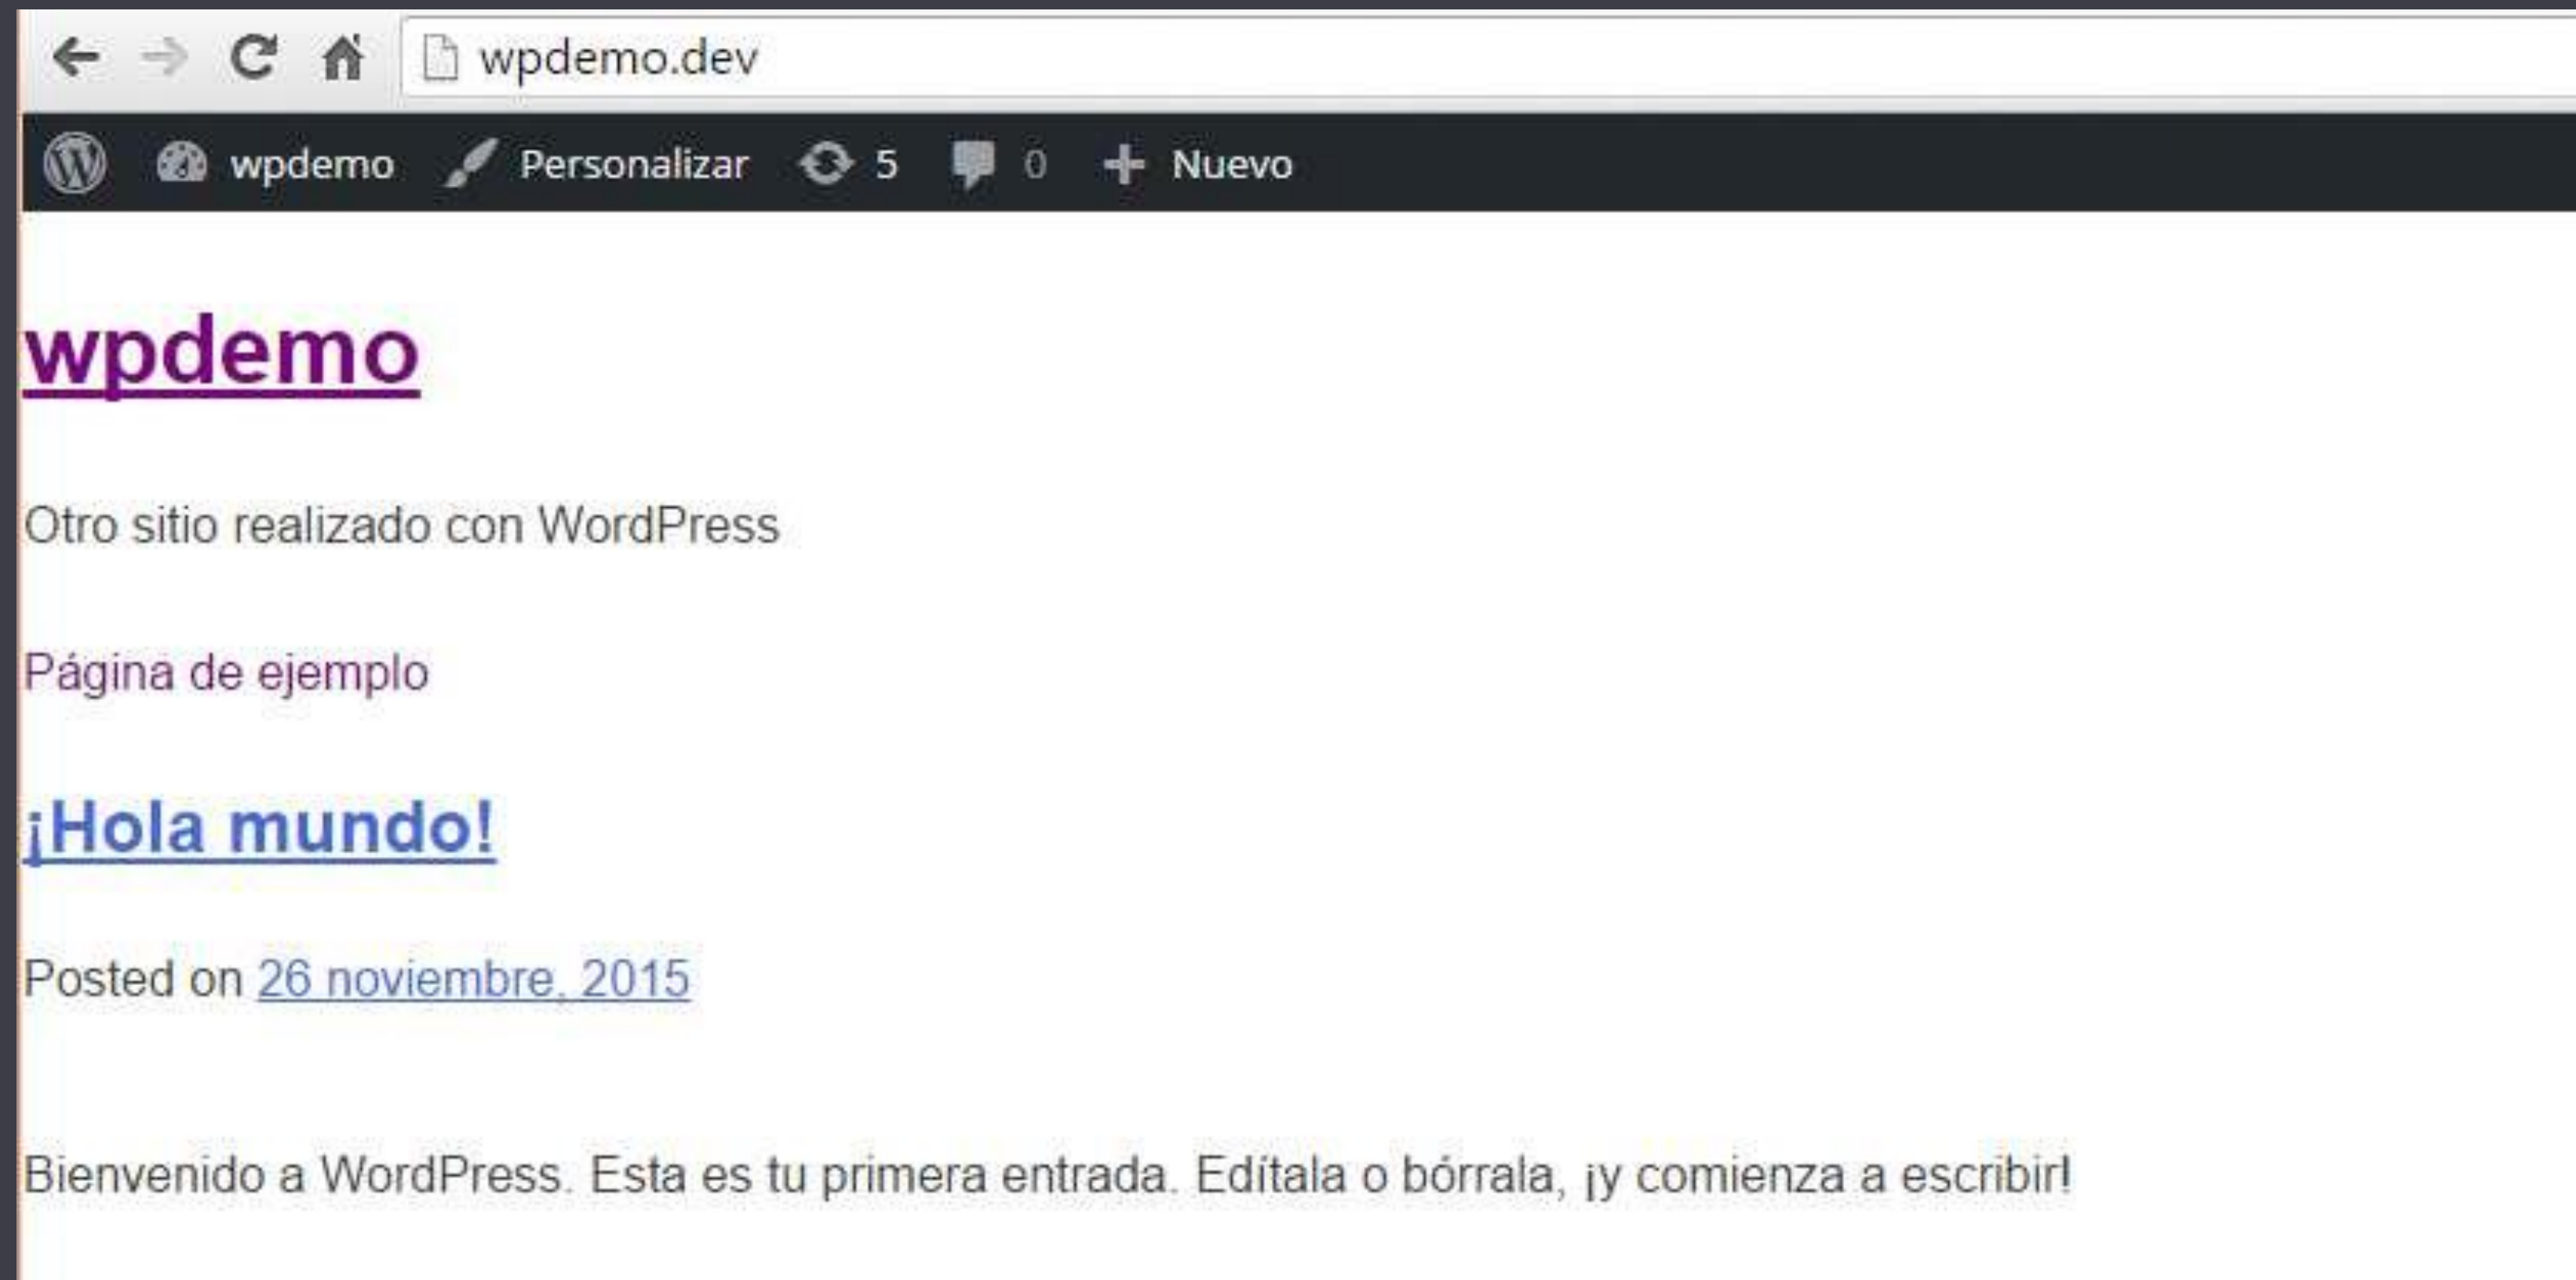 wpdemo.dev
wpdemo Personalizar 5 0 Nuevo
wpdemo
Otro sitio realizado con WordPress
Página de ejemplo
¡Hola mundo!
Posted on 26 noviembre, 2015
Bienvenido a WordPress. Esta es tu primera entrada. Edítala o bórrala, ¡y comienza a escribir!